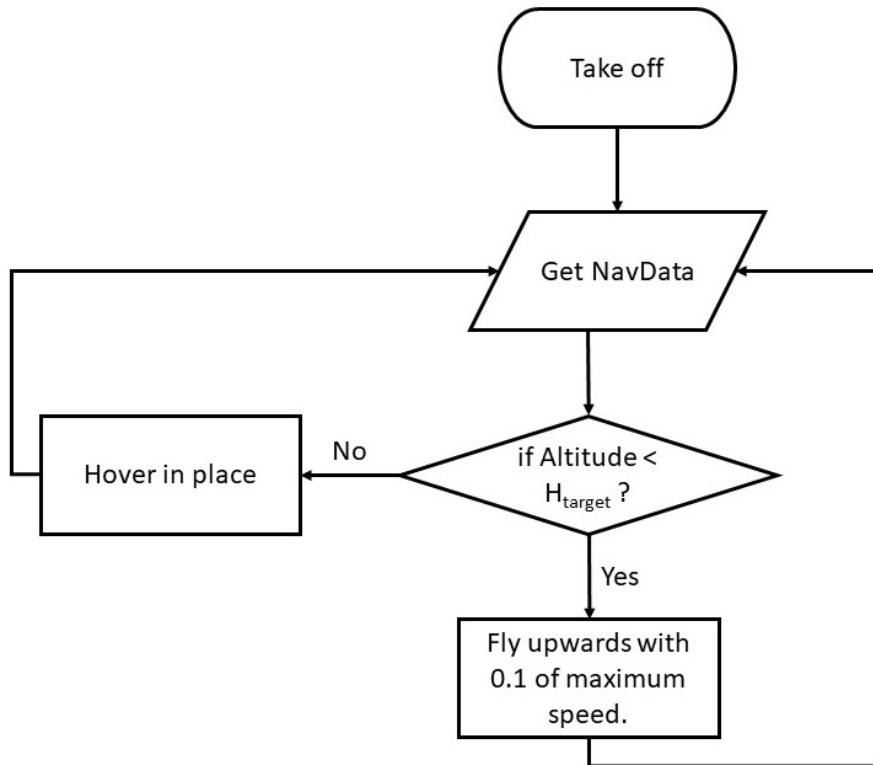 Take off
Get NavData
if Altitude <
H_target ?
No
Hover in place
Yes
Fly upwards with
0.1 of maximum
speed.